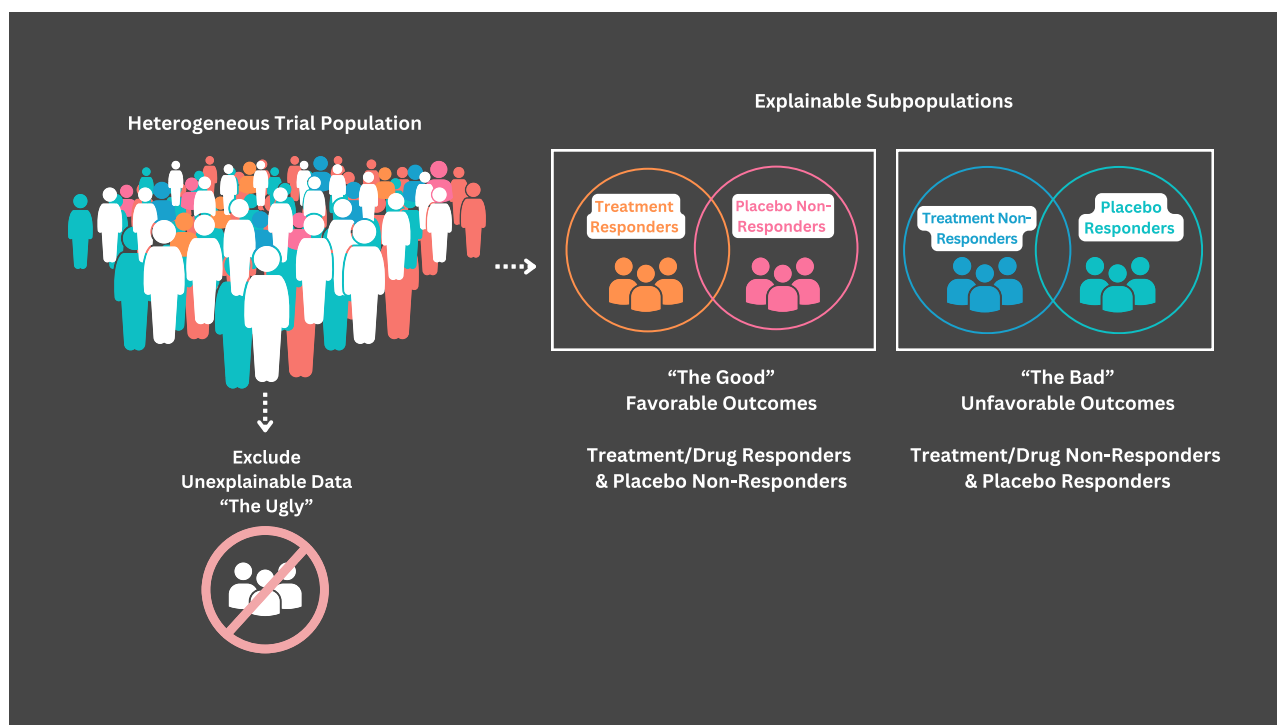 Heterogeneous Trial Population
Exclude
Unexplainable Data
“The Ugly”
Explainable Subpopulations
Treatment
Responders
Placebo Non-
Responders
“The Good”
Favorable Outcomes
Treatment/Drug Responders
& Placebo Non-Responders
Treatment Non-
Responders
Placebo
Responders
“The Bad”
Unfavorable Outcomes
Treatment/Drug Non-Responders
& Placebo Responders